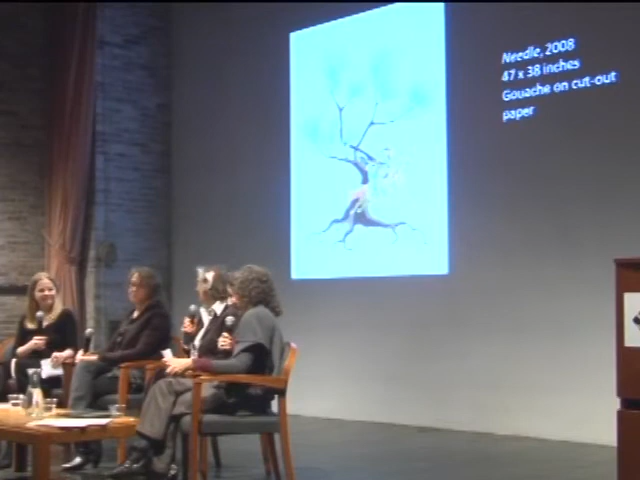 Needle, 2008
47 x 38 inches
Gouache on cut-out
paper